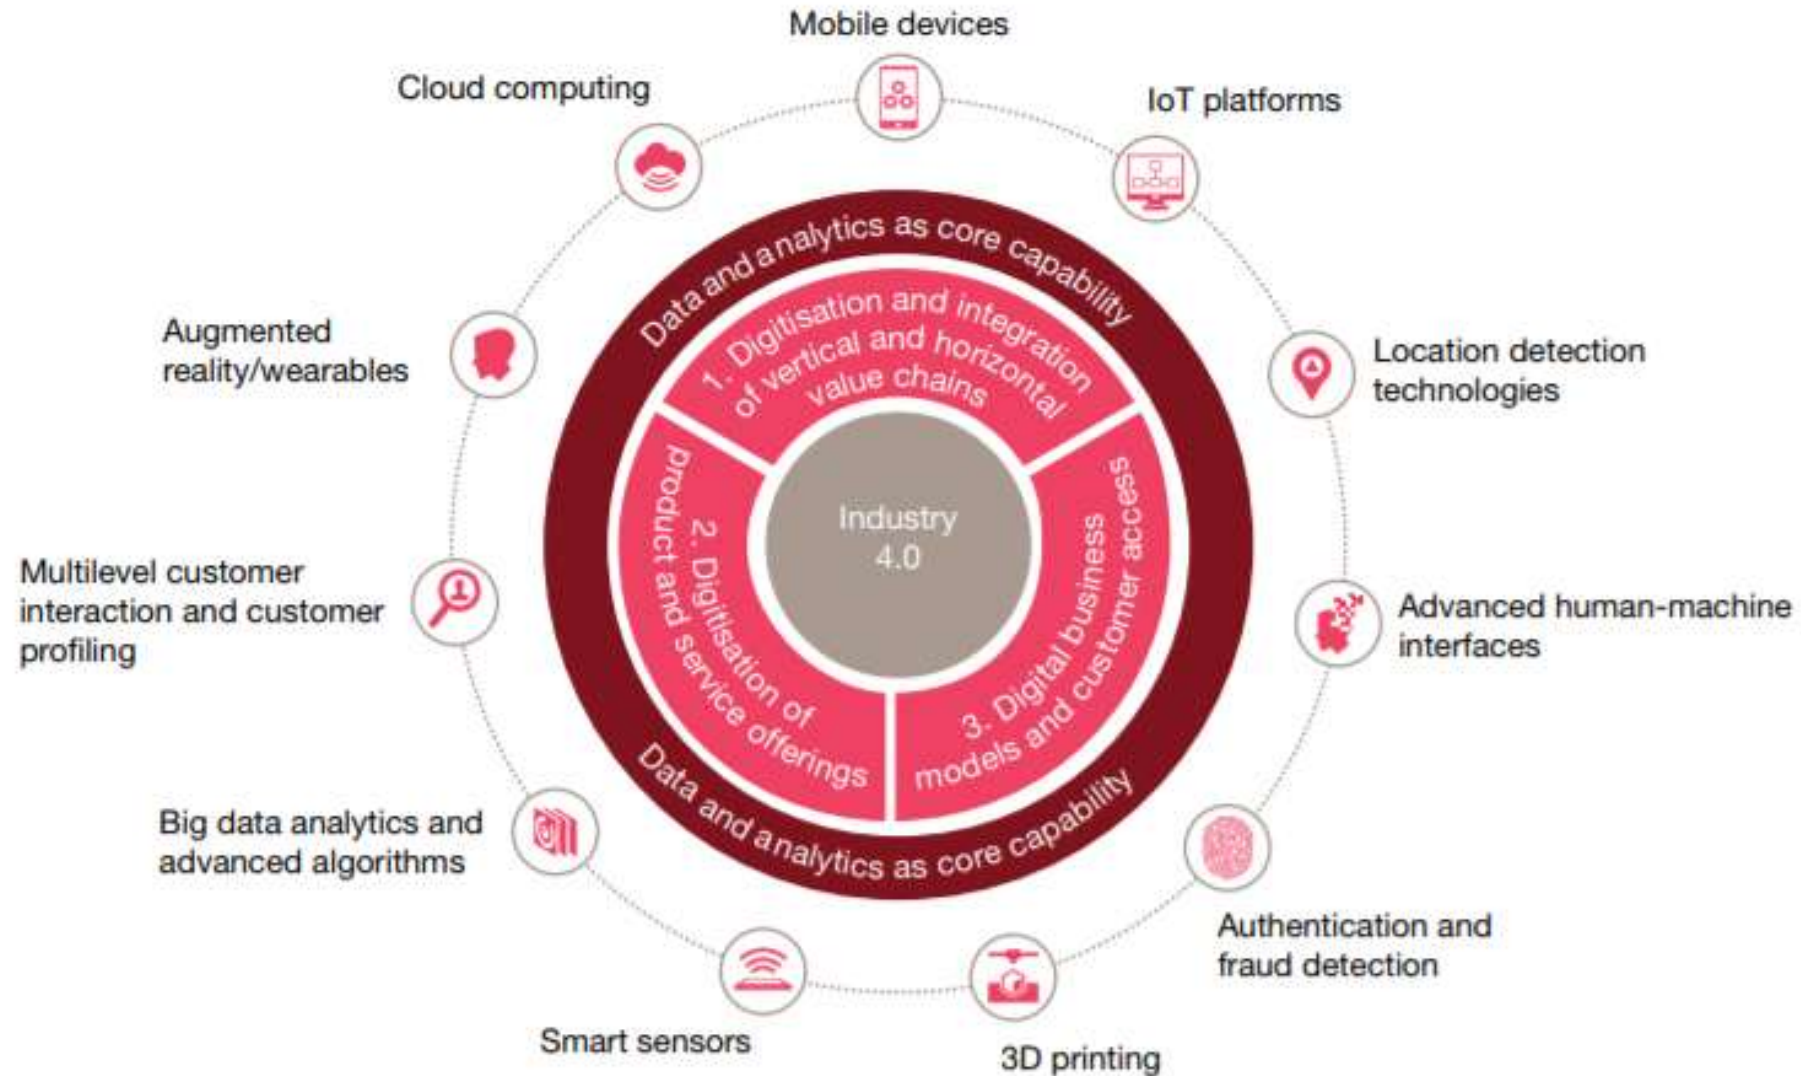 Mobile devices
Cloud computing
IoT platforms
Data and analytics as core capability
1. Digitisation and integration
of vertical and horizontal
value chains
Augmented
reality/wearables
Location detection
technologies
Industry
4.0
2. Digitisation of
product and service offerings
3. Digital business
models and customer access
Multilevel customer
interaction and customer
profiling
Advanced human-machine
interfaces
Data and analytics as core capability
Big data analytics and
advanced algorithms
Authentication and
fraud detection
Smart sensors
3D printing